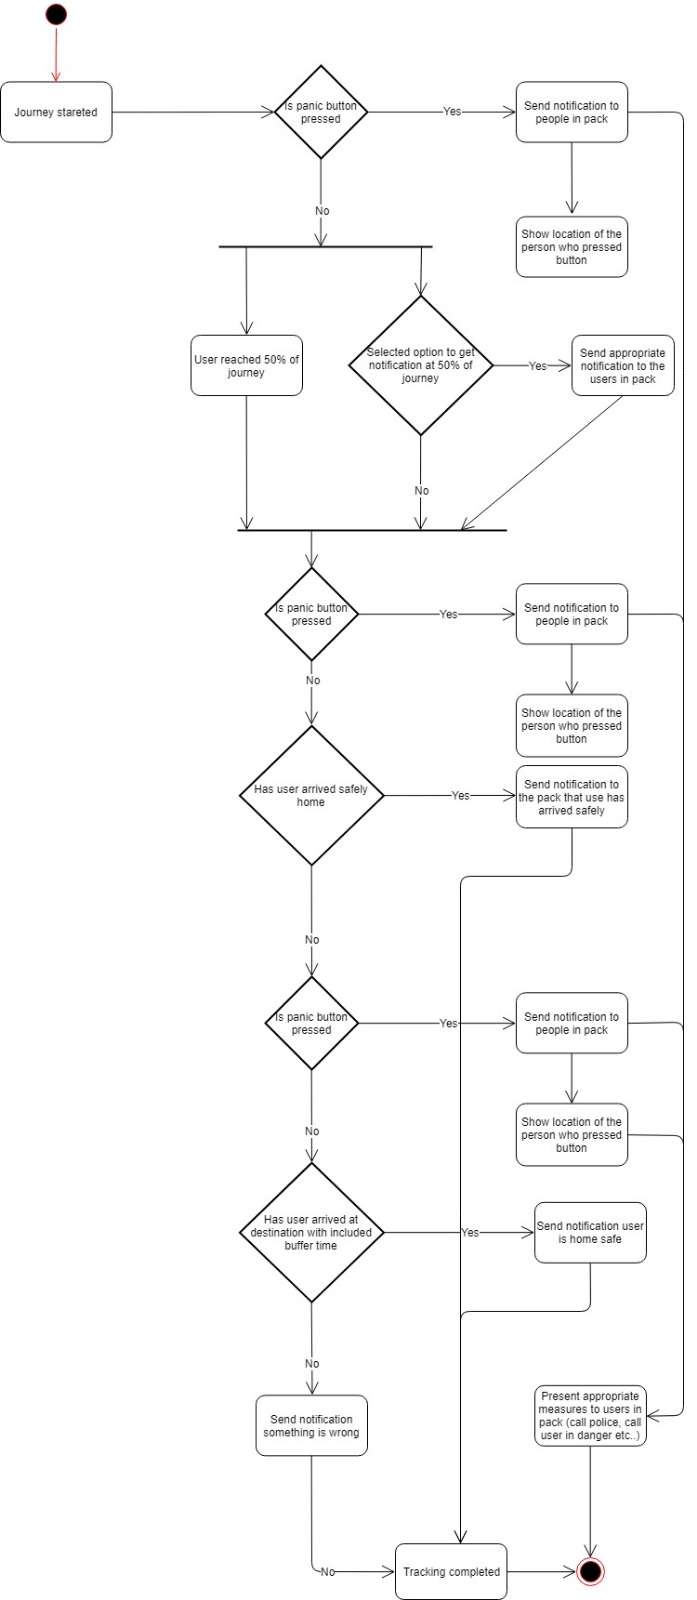 Journey stareted
Is panic button
pressed
Yes
Send notification to
people in pack
No
Show location of the
person who pressed
button
User reached 50% of
journey
Selected option to get
notification at 50% of
journey
Yes
Send appropriate
notification to the
users in pack
No
Is panic button
pressed
Yes
Send notification to
people in pack
No
Show location of the
person who pressed
button
Has user arrived safely
home
Yes
Send notification to
the pack that use has
arrived safely
No
Is panic button
pressed
Yes
Send notification to
people in pack
No
Show location of the
person who pressed
button
Has user arrived at
destination with included
buffer time
Yes
Send notification user
is home safe
No
Send notification
something is wrong
Present appropriate
measures to users in
pack (call police, call
user in danger etc..)
No
Tracking completed